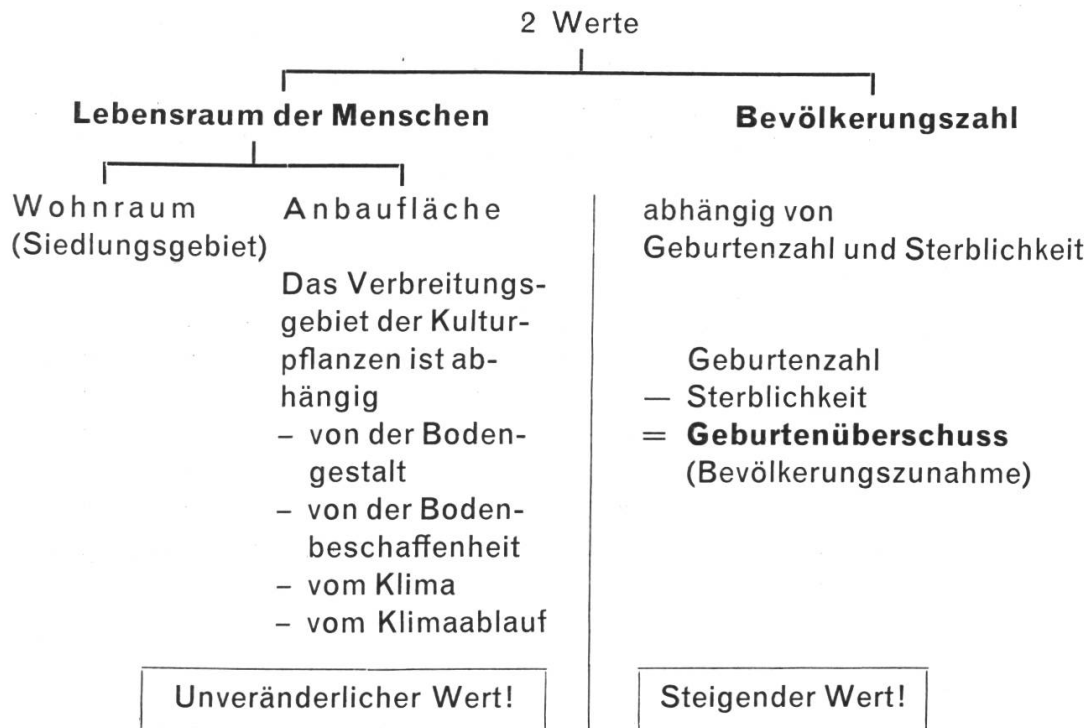 2 Werte
Lebensraum der Menschen
Wohnraum
(Siedlungsgebiet)
Anbaufläche
Das Verbreitungs-
gebiet der Kultur-
pflanzen ist ab-
hängig
– von der Boden-
gestalt
– von der Boden-
beschaffenheit
– vom Klima
– vom Klimaablauf
Unveränderlicher Wert!
Bevölkerungszahl
abhängig von
Geburtenzahl und Sterblichkeit
Geburtenzahl
— Sterblichkeit
= Geburtenüberschuss
(Bevölkerungszunahme)
Steigender Wert!